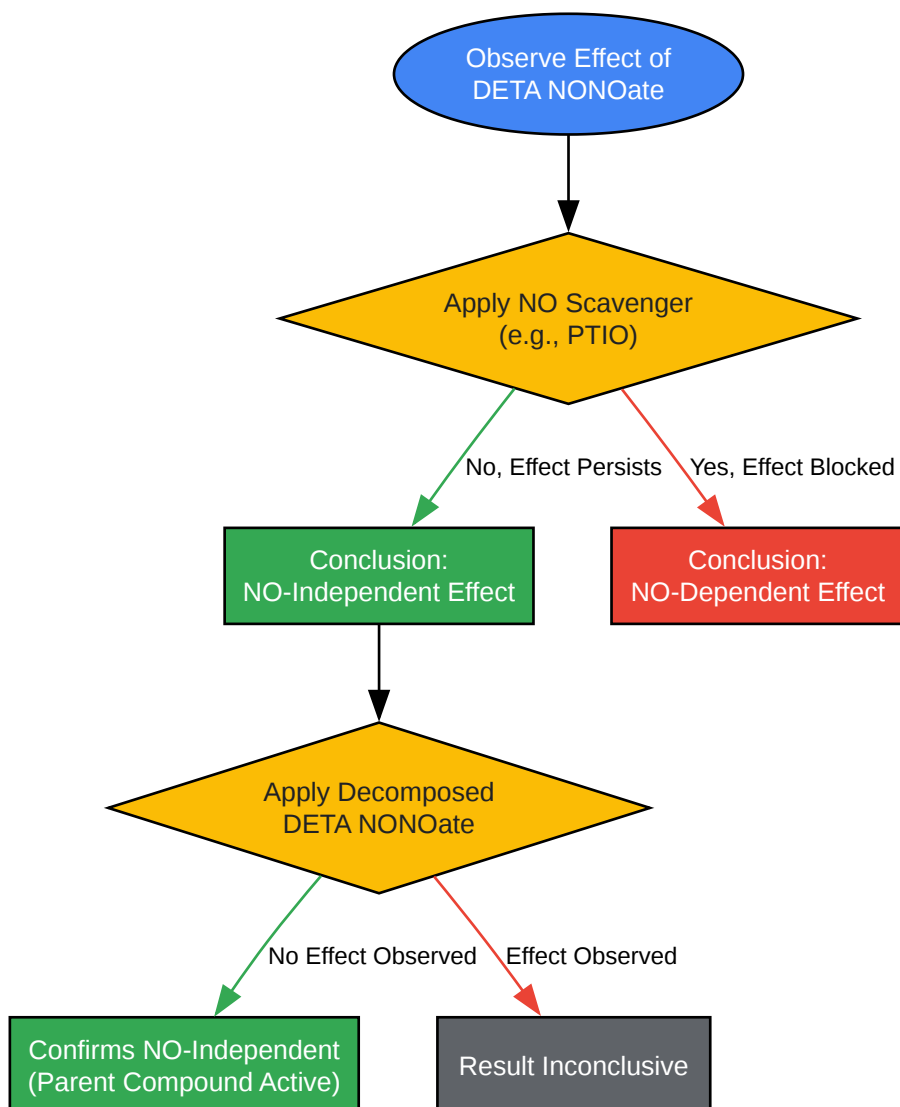 Observe Effect of
DETA NONOate
Apply NO Scavenger
(e.g., PTIO)
No, Effect Persists
Yes, Effect Blocked
Conclusion:
NO-Independent Effect
Conclusion:
NO-Dependent Effect
Apply Decomposed
DETA NONOate
No Effect Observed
Effect Observed
Confirms NO-Independent
(Parent Compound Active)
Result Inconclusive